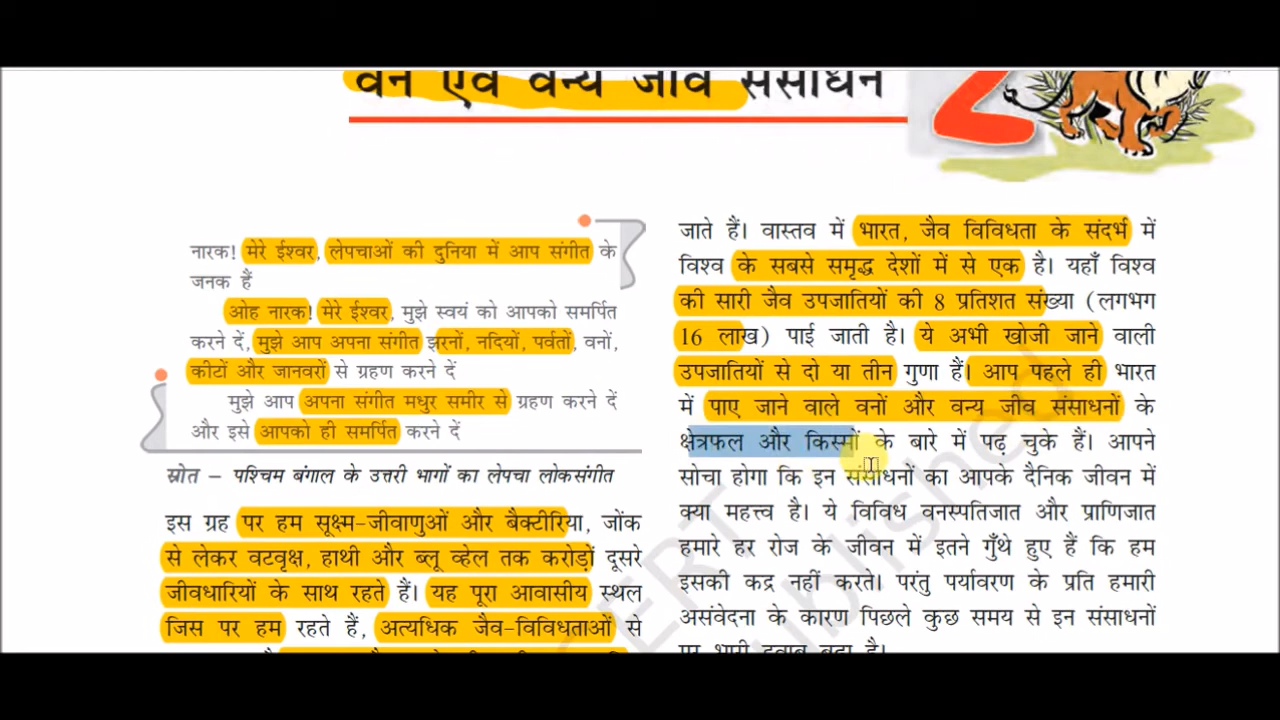 वन एवं वन्य जीव संसाधन
2
नारक! मेरे ईश्वर, लेपचाओं की दुनिया में आप संगीत के
जनक हैं
ओह नारक! मेरे ईश्वर, मुझे स्वयं को आपको समर्पित
करने दें, मुझे आप अपना संगीत झरनों, नदियों, पर्वतों, वनों,
कीटों और जानवरों से ग्रहण करने दें
मुझे आप अपना संगीत मधुर समीर से ग्रहण करने दें
और इसे आपको ही समर्पित करने दें
स्रोत – पश्चिम बंगाल के उत्तरी भागों का लेपचा लोकसंगीत
इस ग्रह पर हम सूक्ष्म-जीवाणुओं और बैक्टीरिया, जोंक
से लेकर वटवृक्ष, हाथी और ब्लू व्हेल तक करोड़ों दूसरे
जीवधारियों के साथ रहते हैं। यह पूरा आवासीय स्थल
जिस पर हम रहते हैं, अत्यधिक जैव-विविधताओं से
जाते हैं। वास्तव में भारत, जैव विविधता के संदर्भ में
विश्व के सबसे समृद्ध देशों में से एक है। यहाँ विश्व
की सारी जैव उपजातियों की 8 प्रतिशत संख्या (लगभग
16 लाख) पाई जाती है। ये अभी खोजी जाने वाली
उपजातियों से दो या तीन गुणा हैं। आप पहले ही भारत
में पाए जाने वाले वनों और वन्य जीव संसाधनों के
क्षेत्रफल और किस्मों के बारे में पढ़ चुके हैं। आपने
सोचा होगा कि इन संसाधनों का आपके दैनिक जीवन में
क्या महत्त्व है। ये विविध वनस्पतिजात और प्राणिजात
हमारे हर रोज के जीवन में इतने गुँथे हुए हैं कि हम
इसकी कद्र नहीं करते। परंतु पर्यावरण के प्रति हमारी
असंवेदना के कारण पिछले कुछ समय से इन संसाधनों
पर भारी दबाव बढ़ा है।